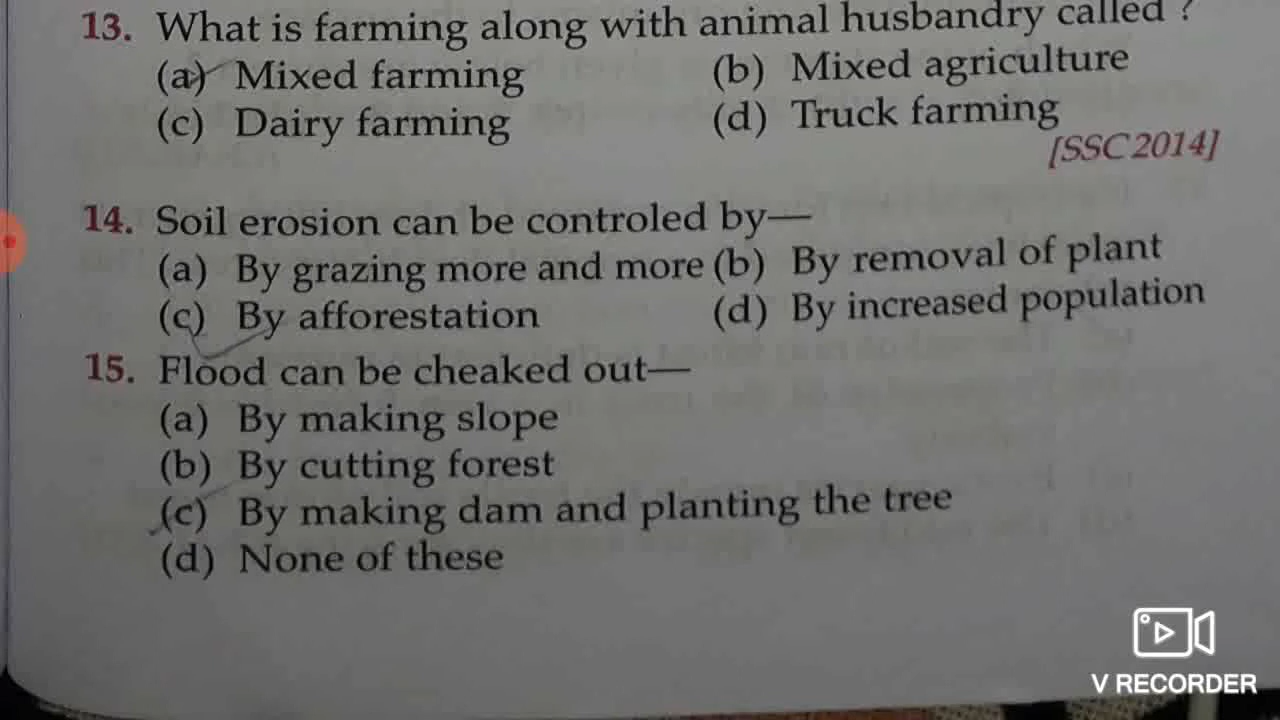 13. What is farming along with animal husbandry called ?
(a) Mixed farming (b) Mixed agriculture
(c) Dairy farming (d) Truck farming
[SSC 2014]
14. Soil erosion can be controled by—
(a) By grazing more and more (b) By removal of plant
(c) By afforestation (d) By increased population
15. Flood can be cheaked out—
(a) By making slope
(b) By cutting forest
(c) By making dam and planting the tree
(d) None of these
V RECORDER